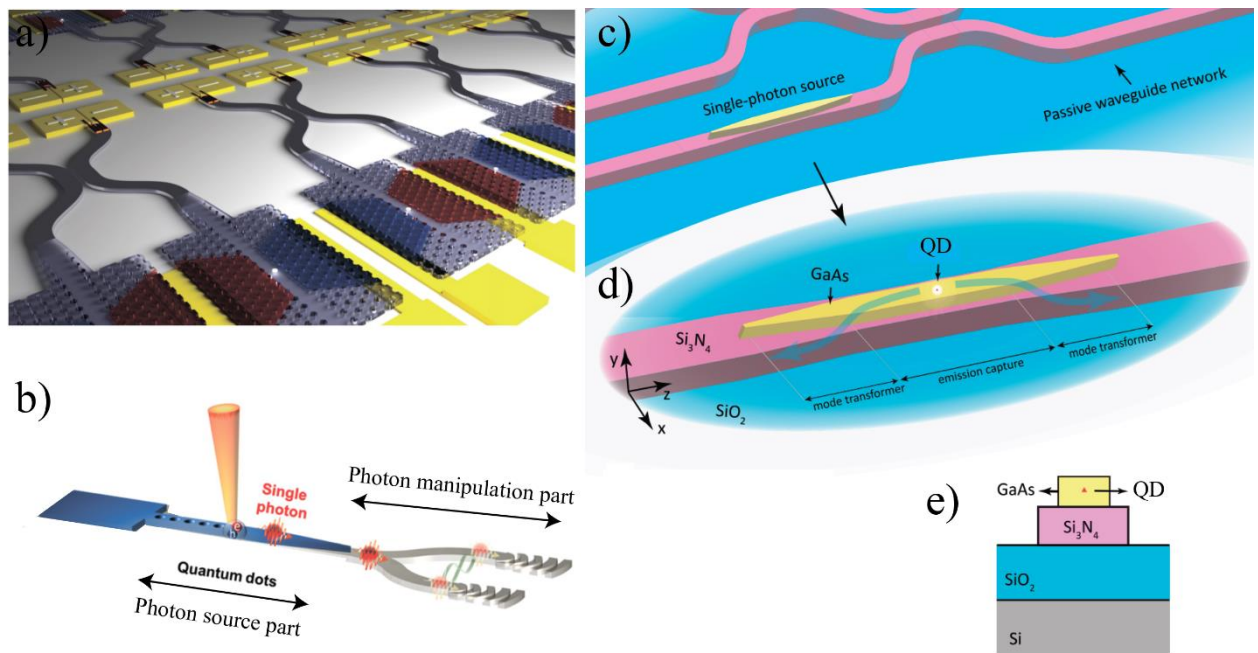 a)
b)
Single
photon
Photon manipulation part
Quantum dots
Photon source part
c)
Single-photon source
Passive waveguide network
d)
QD
GaAs
Si₃N₄
mode transformer
emission capture
mode transformer
y
z
x
SiO₂
e)
GaAs
QD
Si₃N₄
SiO₂
Si